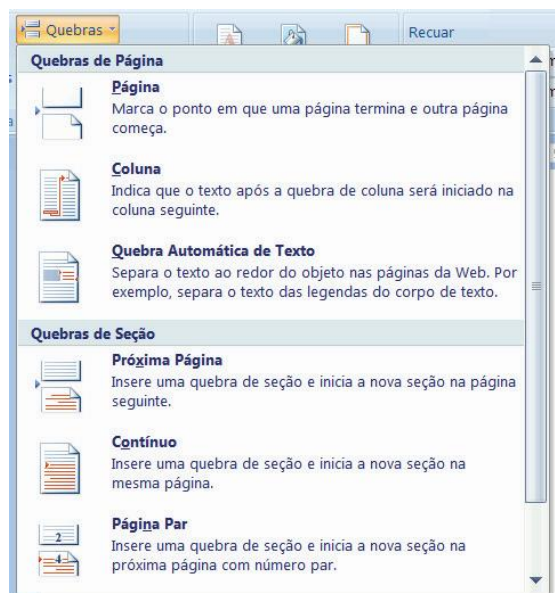 Quebras
Recuar
Quebras de Página
Página
Marca o ponto em que uma página termina e outra página
começa.
Coluna
Indica que o texto após a quebra de coluna será iniciado na
coluna seguinte.
Quebra Automática de Texto
Separa o texto ao redor do objeto nas páginas da Web. Por
exemplo, separa o texto das legendas do corpo de texto.
Quebras de Seção
Próxima Página
Insere uma quebra de seção e inicia a nova seção na página
seguinte.
Contínuo
Insere uma quebra de seção e inicia a nova seção na
mesma página.
Página Par
2
4
Insere uma quebra de seção e inicia a nova seção na
próxima página com número par.